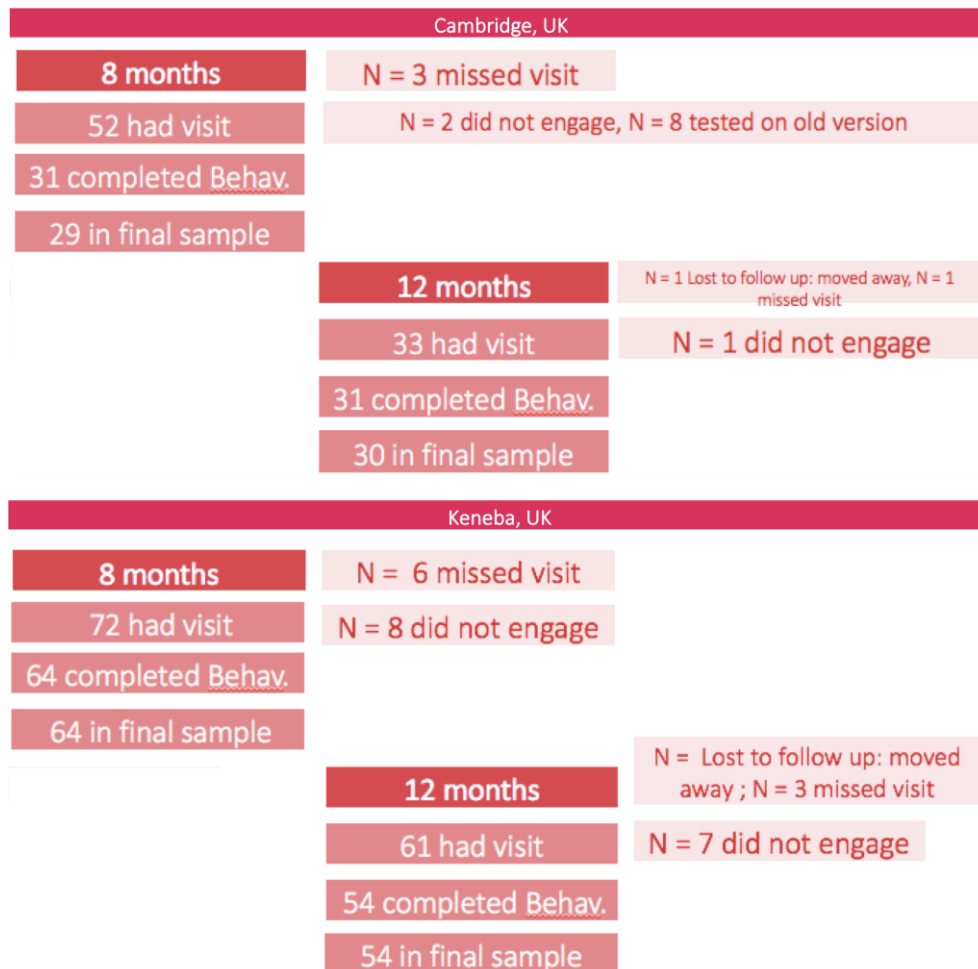 Cambridge, UK
8 months
N = 3 missed visit
52 had visit
N = 2 did not engage, N = 8 tested on old version
31 completed Behav.
29 in final sample
12 months
N = 1 Lost to follow up: moved away, N = 1
missed visit
33 had visit
N = 1 did not engage
31 completed Behav.
30 in final sample
Keneba, UK
8 months
N = 6 missed visit
72 had visit
N = 8 did not engage
64 completed Behav.
64 in final sample
12 months
N = Lost to follow up: moved
away ; N = 3 missed visit
61 had visit
N = 7 did not engage
54 completed Behav.
54 in final sample